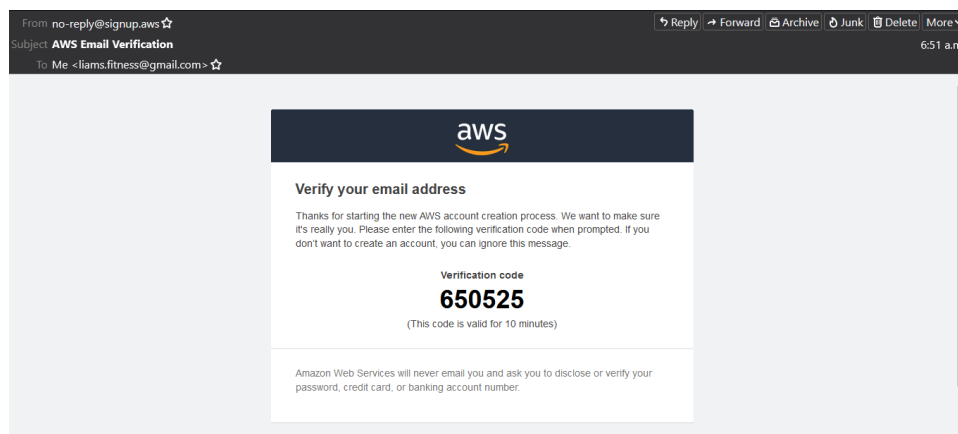 From no-reply@signup.aws
Reply Forward Archive Junk Delete More
Subject AWS Email Verification
6:51 a.m
To Me <liams.fitness@gmail.com>
aws
Verify your email address
Thanks for starting the new AWS account creation process. We want to make sure
it's really you. Please enter the following verification code when prompted. If you
don't want to create an account, you can ignore this message.
Verification code
650525
(This code is valid for 10 minutes)
Amazon Web Services will never email you and ask you to disclose or verify your
password, credit card, or banking account number.